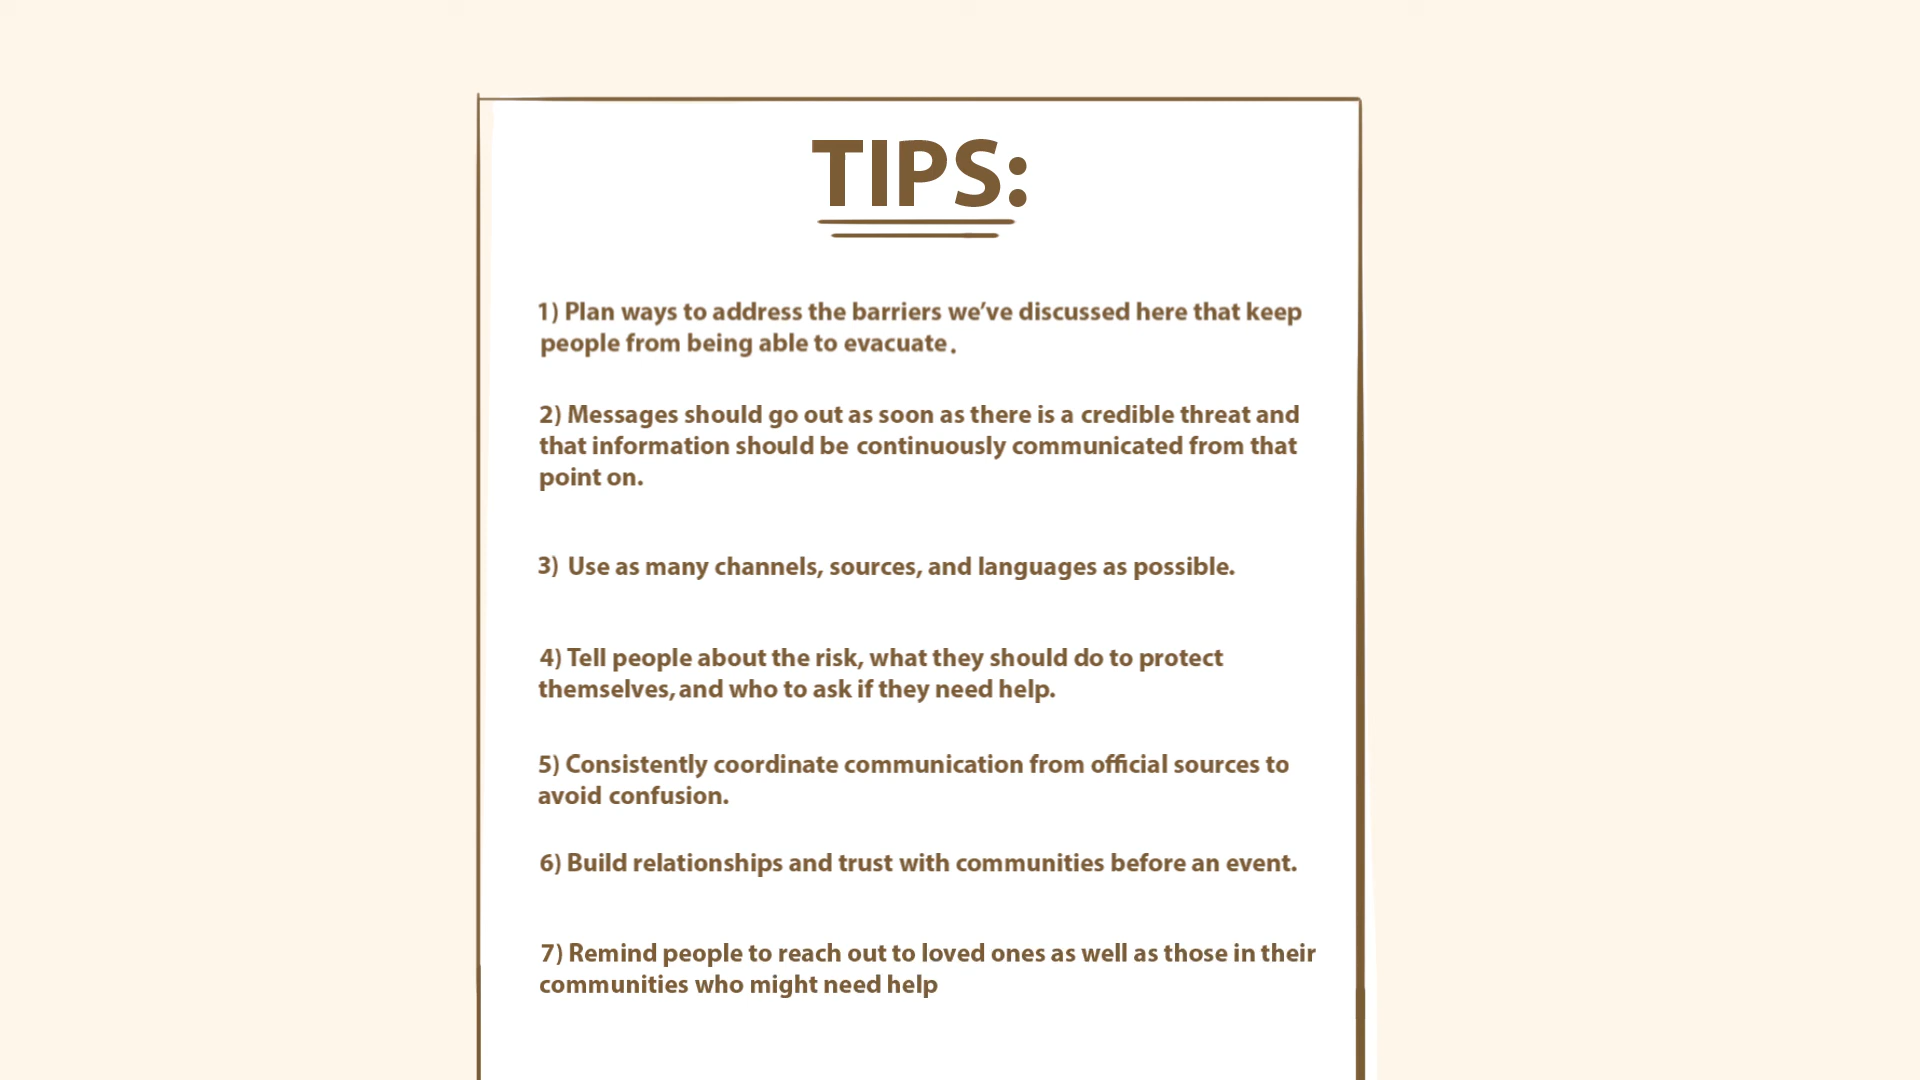 TIPS:
1) Plan ways to address the barriers we’ve discussed here that keep
people from being able to evacuate.
2) Messages should go out as soon as there is a credible threat and
that information should be continuously communicated from that
point on.
3) Use as many channels, sources, and languages as possible.
4) Tell people about the risk, what they should do to protect
themselves, and who to ask if they need help.
5) Consistently coordinate communication from official sources to
avoid confusion.
6) Build relationships and trust with communities before an event.
7) Remind people to reach out to loved ones as well as those in their
communities who might need help